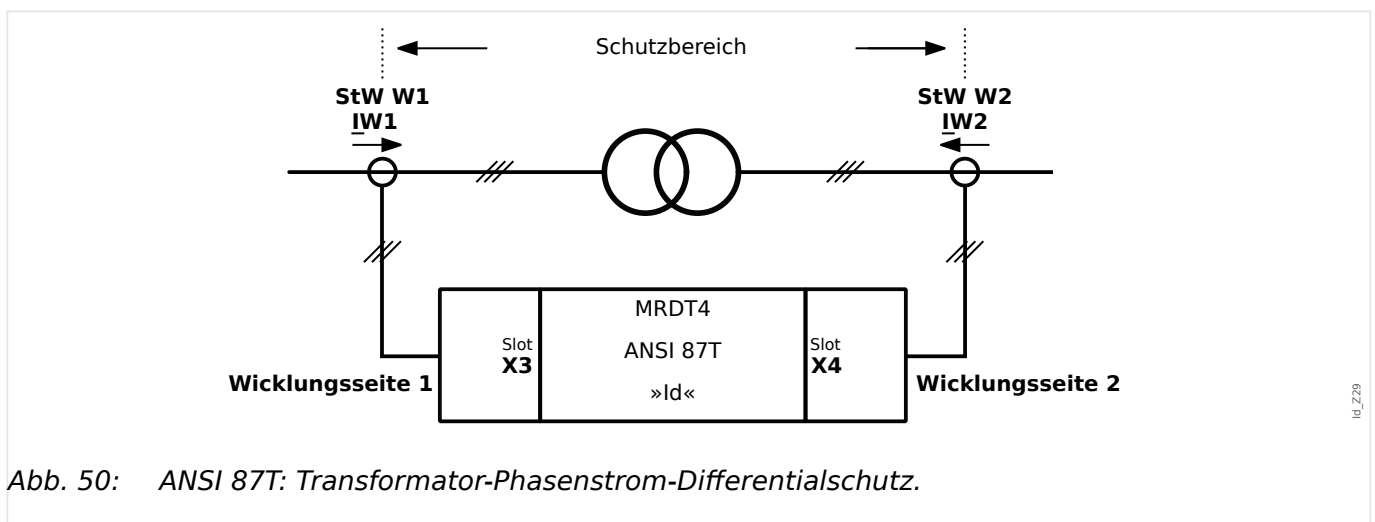 Schutzbereich
StW W1
IW1
StW W2
IW2
MRDT4
ANSI 87T
»Id«
Slot
X3
Slot
X4
Wicklungsseite 1
Wicklungsseite 2
Id_Z29
Abb. 50: ANSI 87T: Transformator-Phasenstrom-Differentialschutz.